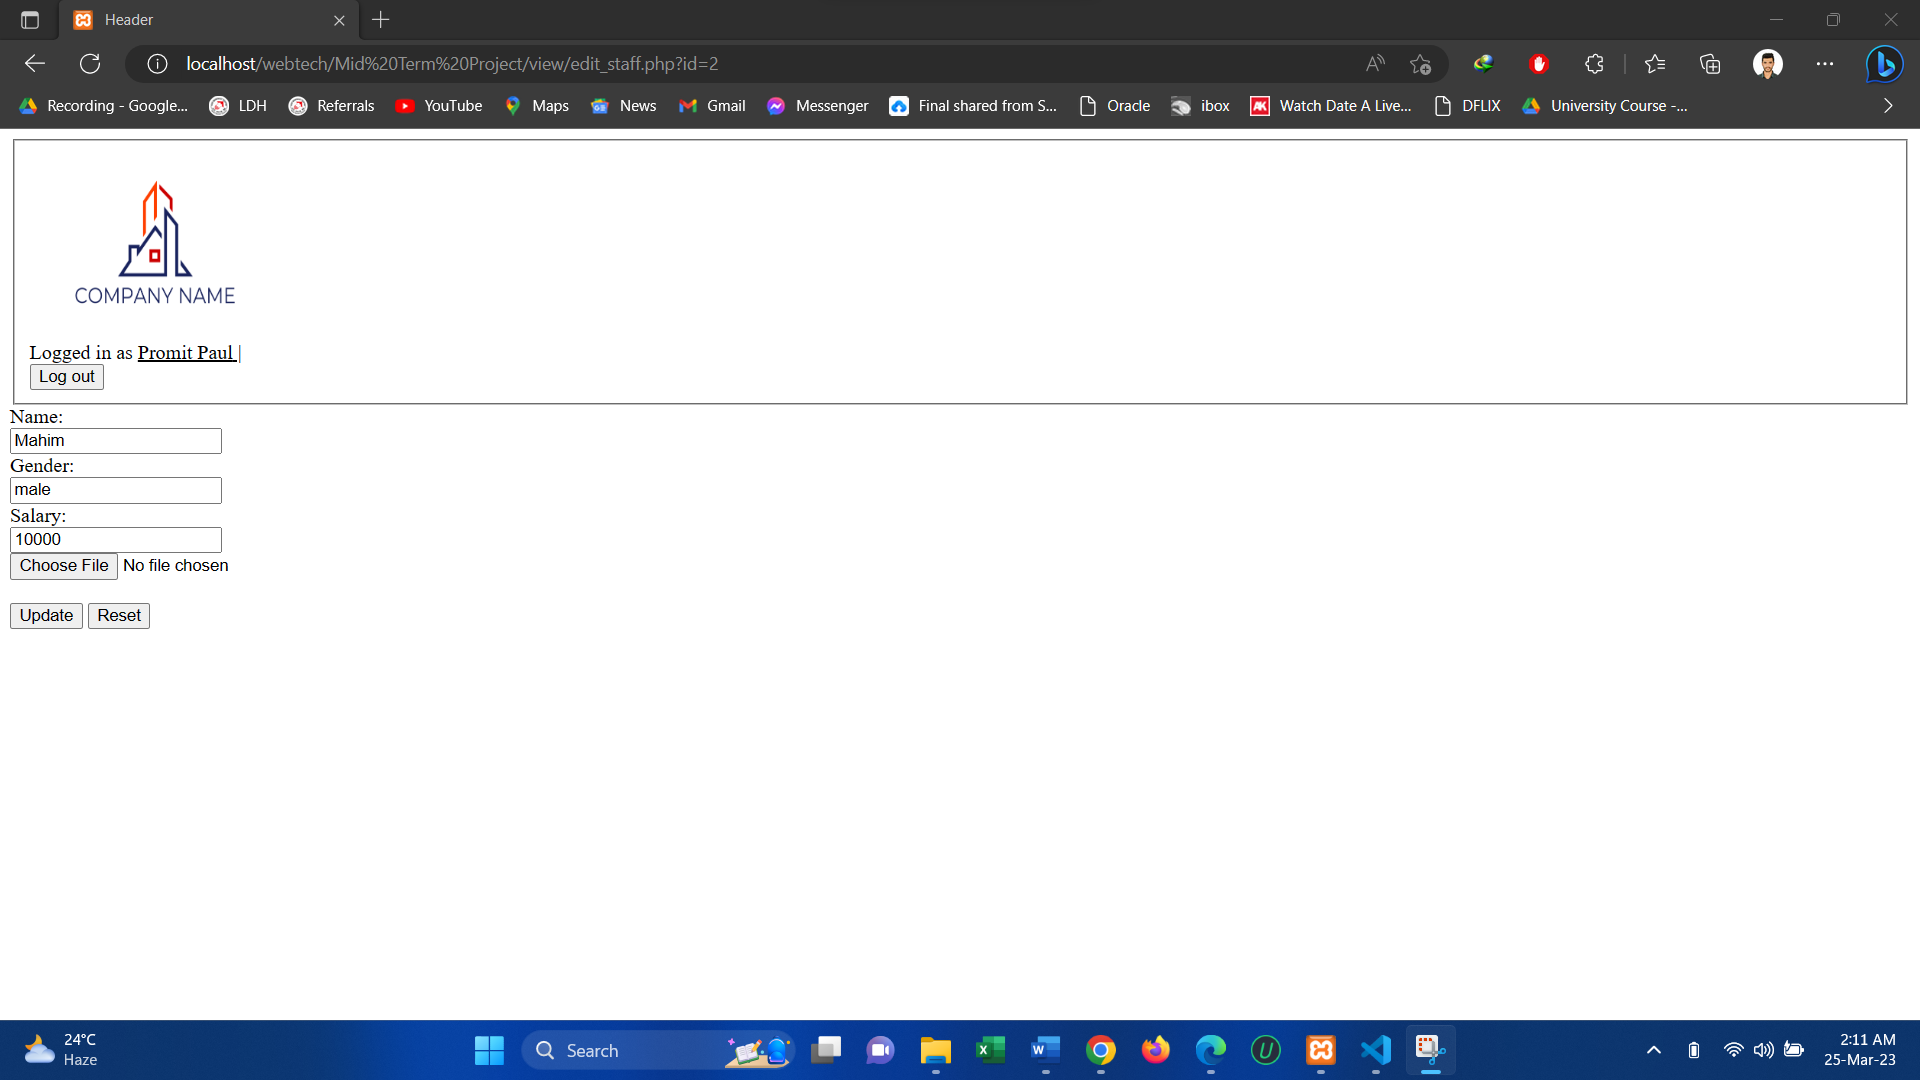 Header
localhost/webtech/Mid%20Term%20Project/view/edit_staff.php?id=2
Recording - Google... LDH Referrals YouTube Maps News Gmail Messenger Final shared from S... Oracle ibox Watch Date A Live... DFLIX University Course -...
COMPANY NAME
Logged in as Promit Paul |
Log out
Name:
Mahim
Gender:
male
Salary:
10000
Choose File No file chosen
Update Reset
24°C
Haze
Search
2:11 AM
25-Mar-23